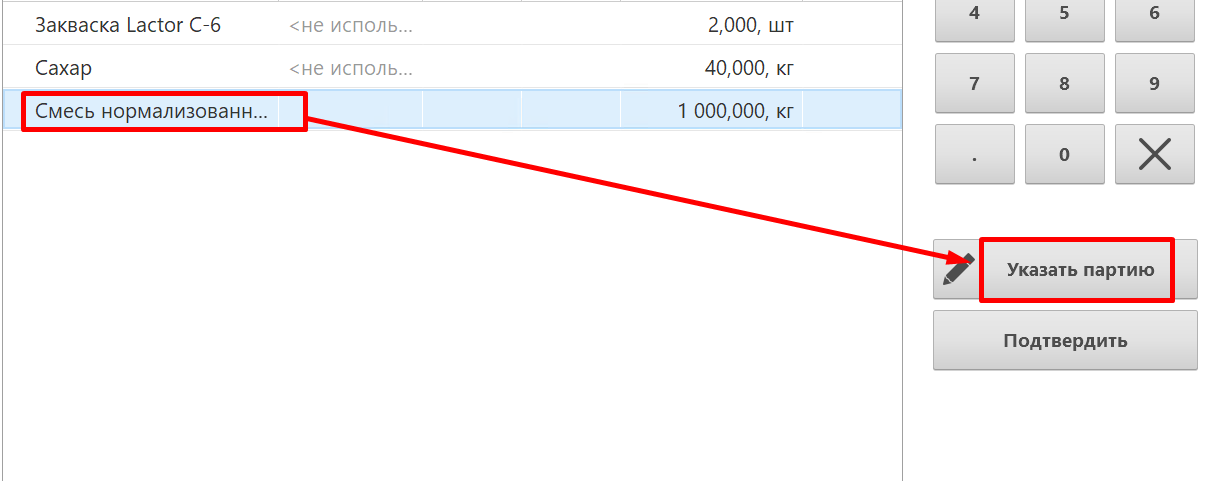 Закваска Lactor C-6 <не исполь... 2,000, шт
Сахар <не исполь... 40,000, кг
Смесь нормализованн... 1 000,000, кг
4 5 6
7 8 9
. 0
Указать партию
Подтвердить